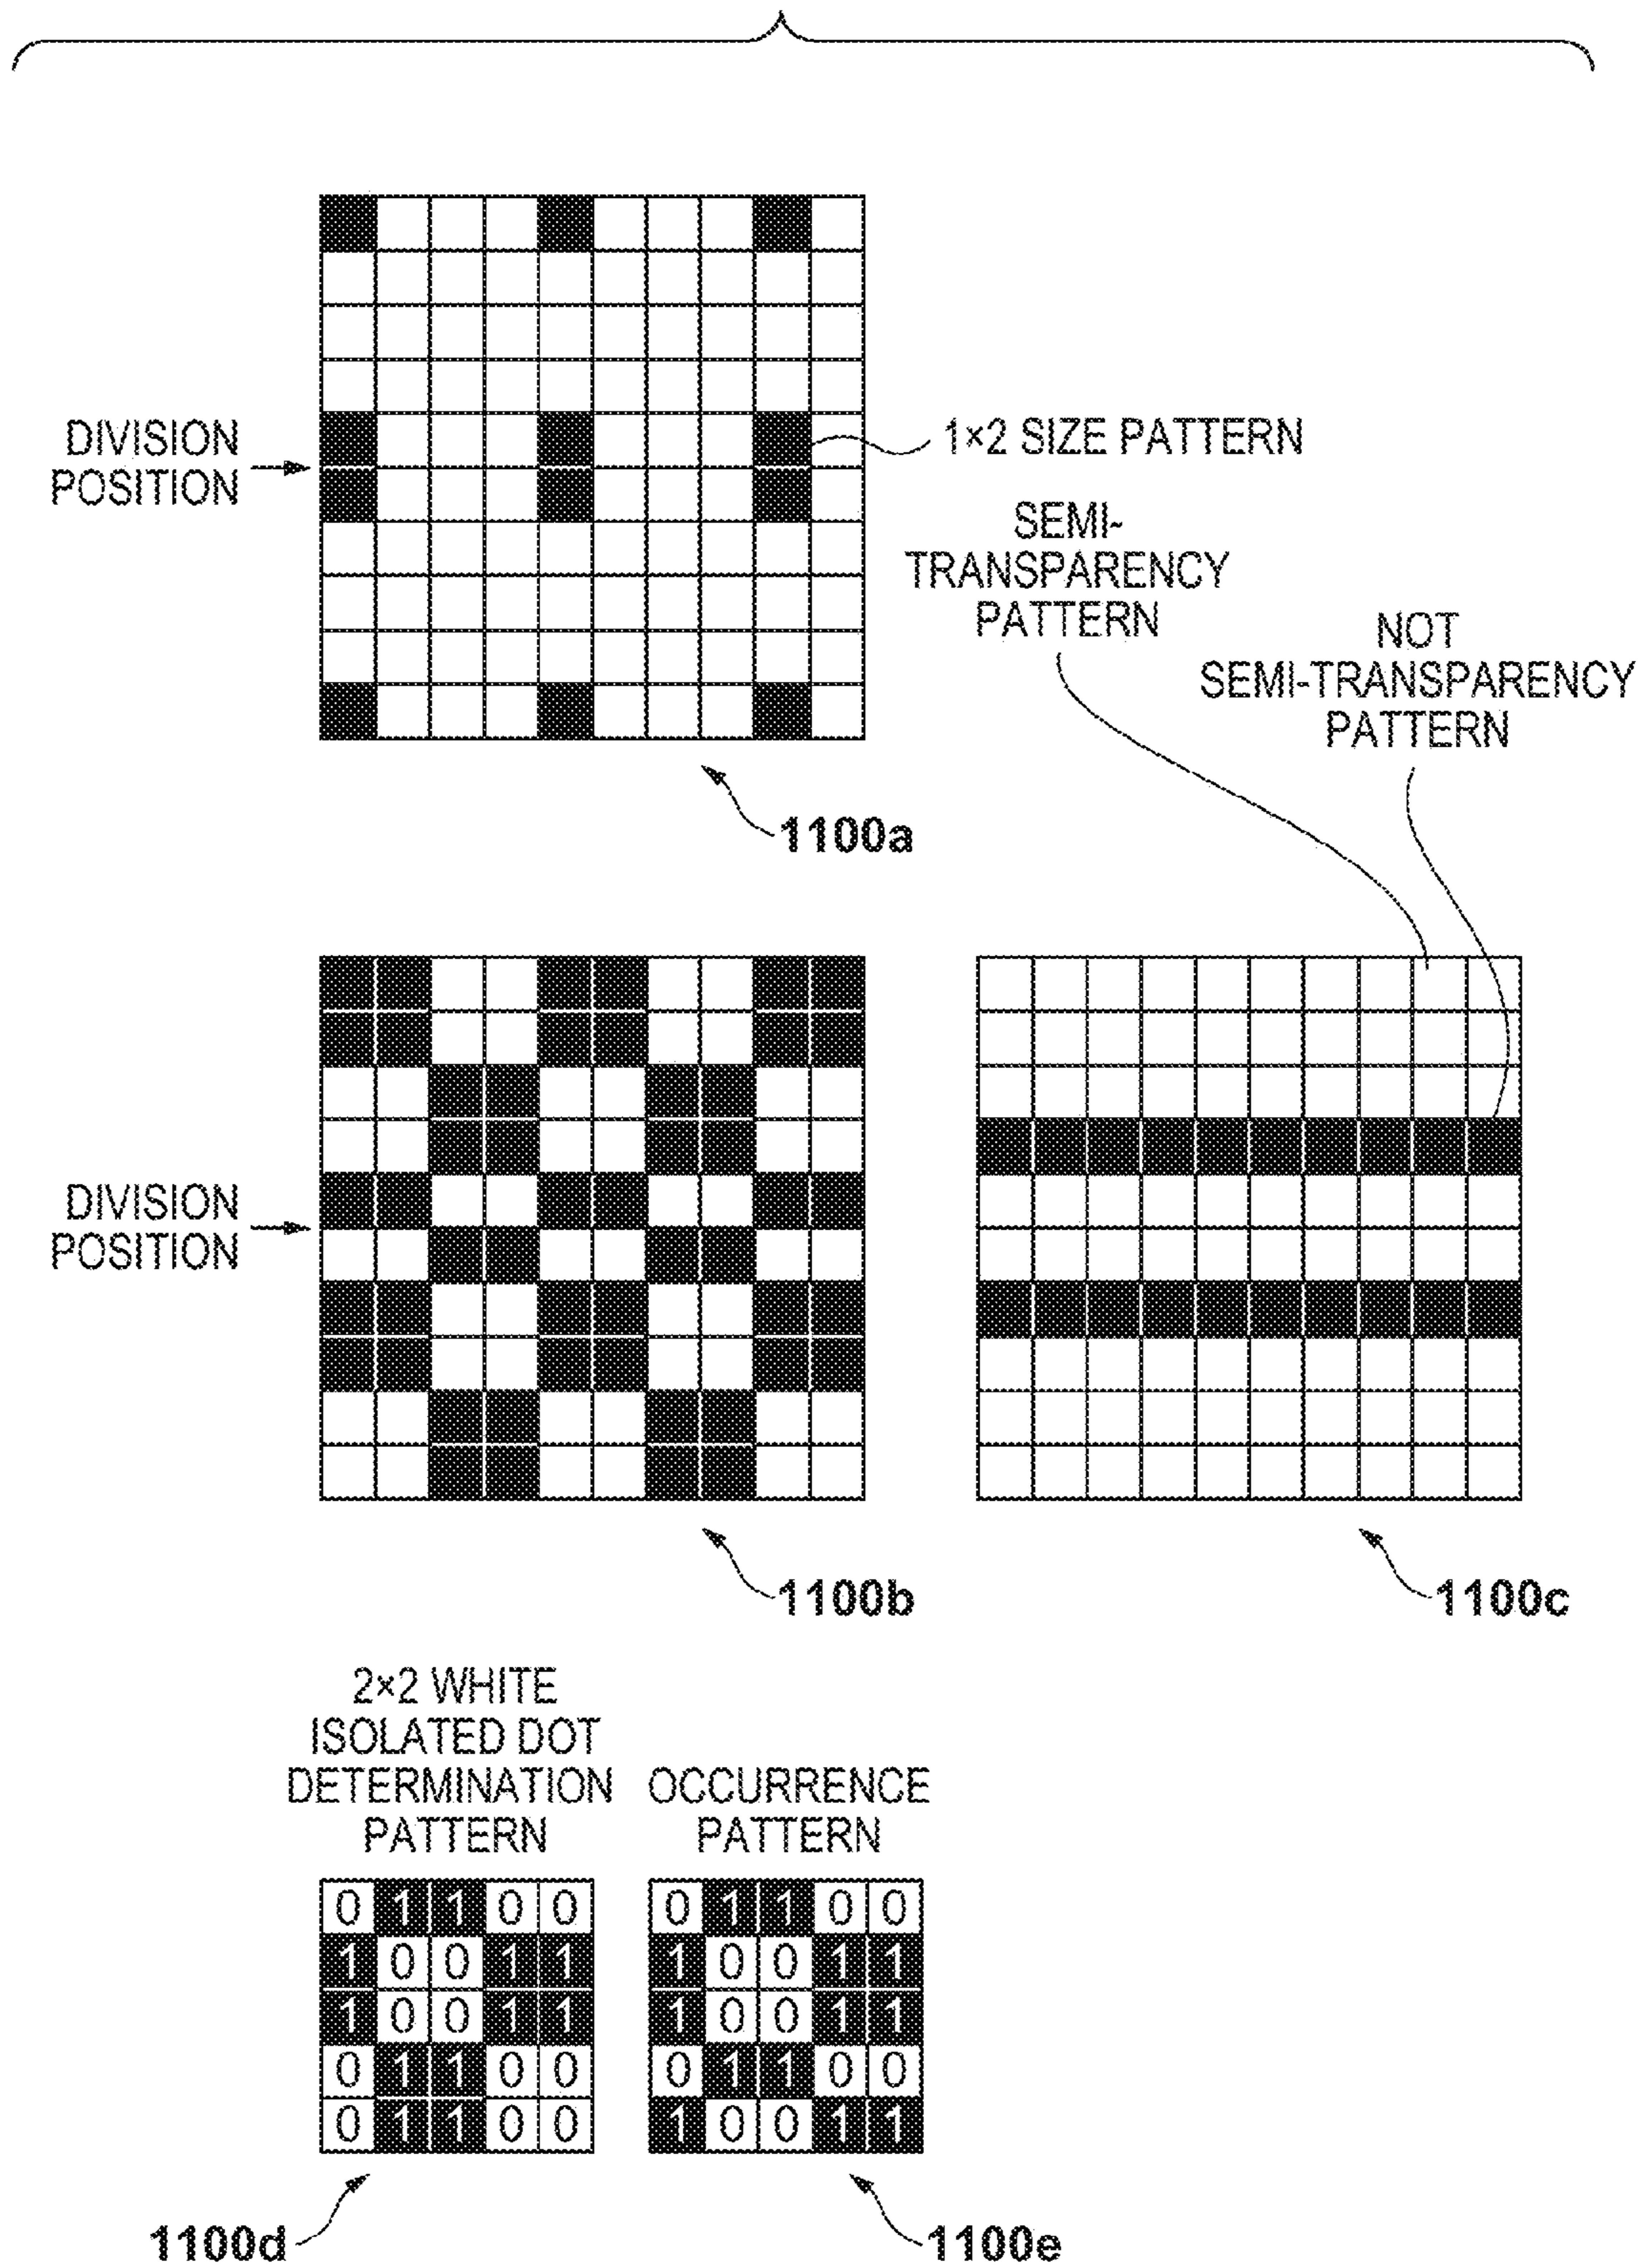 DIVISION
POSITION
1×2 SIZE PATTERN
SEMI-
TRANSPARENCY
PATTERN
NOT
SEMI-TRANSPARENCY
PATTERN
1100a
DIVISION
POSITION
1100b
1100c
2×2 WHITE
ISOLATED DOT
DETERMINATION
PATTERN
OCCURRENCE
PATTERN
0 1 1 0 0
1 0 0 1 1
1 0 0 1 1
0 1 1 0 0
0 1 1 0 0
0 1 1 0 0
1 0 0 1 1
1 0 0 1 1
0 1 1 0 0
1 0 0 1 1
1100d
1100e